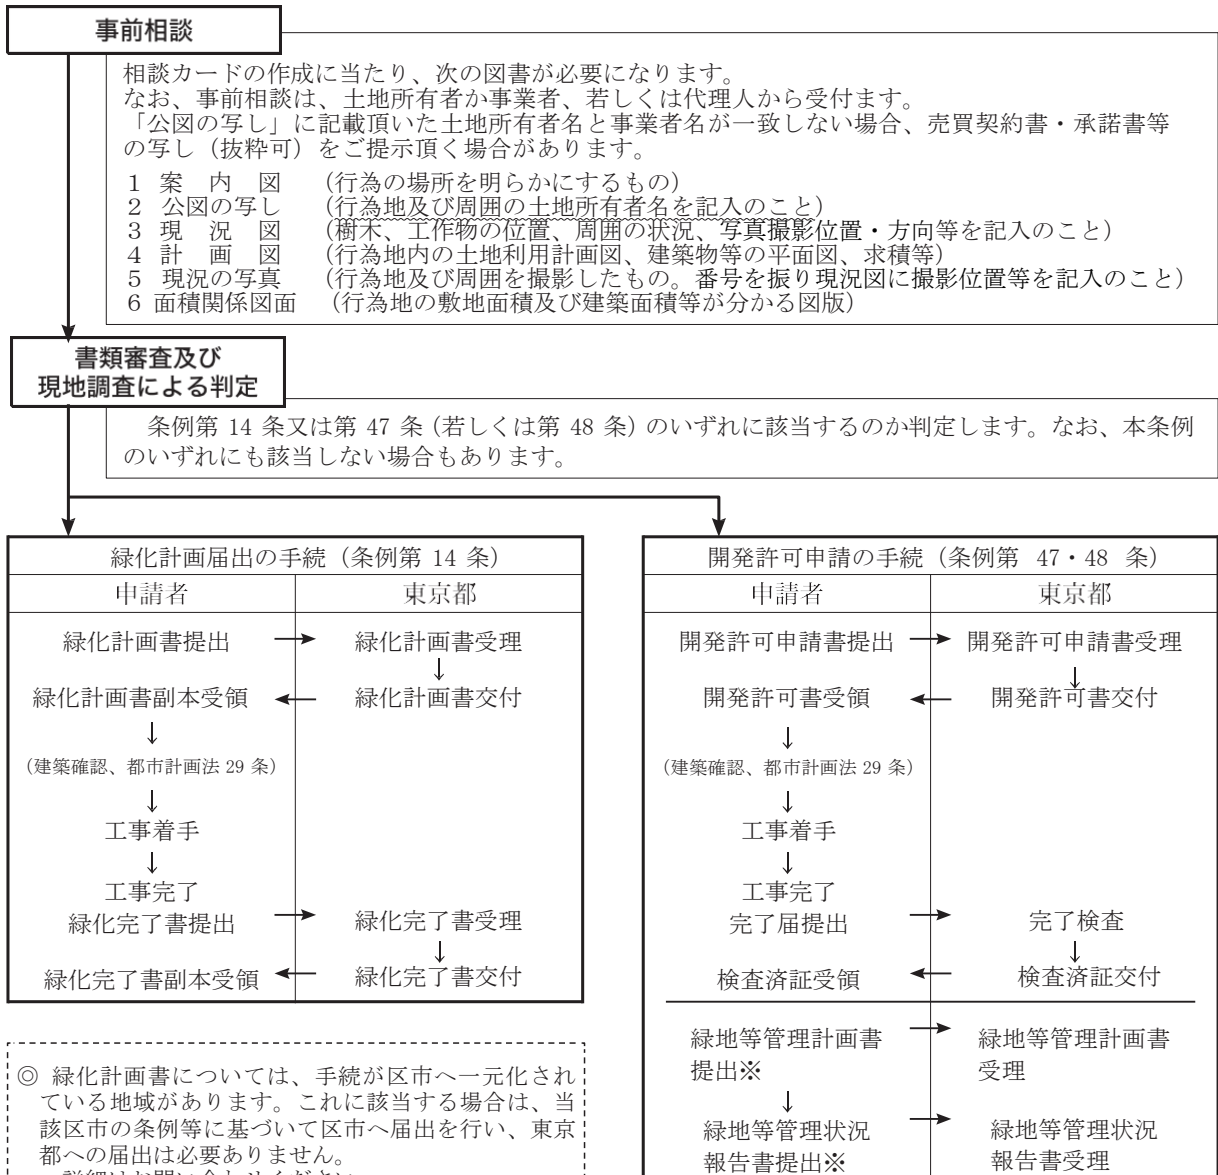 事前相談
相談カードの作成に当たり、次の図書が必要になります。
なお、事前相談は、土地所有者か事業者、若しくは代理人から受付ます。
「公図の写し」に記載頂いた土地所有者名と事業者名が一致しない場合、売買契約書・承諾書等
の写し（抜粋可）をご提示頂く場合があります。
1 案　内　図　（行為の場所を明らかにするもの）
2 公図の写し　（行為地及び周囲の土地所有者名を記入のこと）
3 現　況　図　（樹木、工作物の位置、周囲の状況、写真撮影位置・方向等を記入のこと）
4 計　画　図　（行為地内の土地利用計画図、建築物等の平面図、求積等）
5 現況の写真　（行為地及び周囲を撮影したもの。番号を振り現況図に撮影位置等を記入のこと）
6 面積関係図面　（行為地の敷地面積及び建築面積等が分かる図版）
書類審査及び
現地調査による判定
条例第 14 条又は第 47 条（若しくは第 48 条）のいずれに該当するのか判定します。なお、本条例
のいずれにも該当しない場合もあります。
緑化計画届出の手続（条例第 14 条）
申請者　東京都
緑化計画書提出 → 緑化計画書受理
↓
緑化計画書副本受領 ← 緑化計画書交付
↓
（建築確認、都市計画法 29 条）
↓
工事着手
↓
工事完了
緑化完了書提出 → 緑化完了書受理
↓
緑化完了書副本受領 ← 緑化完了書交付
◎ 緑化計画書については、手続が区市へ一元化され
ている地域があります。これに該当する場合は、当
該区市の条例等に基づいて区市へ届出を行い、東京
都への届出は必要ありません。
詳細はお問い合わせください
開発許可申請の手続（条例第 47・48 条）
申請者　東京都
開発許可申請書提出 → 開発許可申請書受理
↓
開発許可書受領 ← 開発許可書交付
↓
（建築確認、都市計画法 29 条）
↓
工事着手
↓
工事完了
完了届提出 → 完了検査
↓
検査済証受領 ← 検査済証交付
緑地等管理計画書 → 緑地等管理計画書
提出※　受理
↓
緑地等管理状況 → 緑地等管理状況
報告書提出※　報告書受理